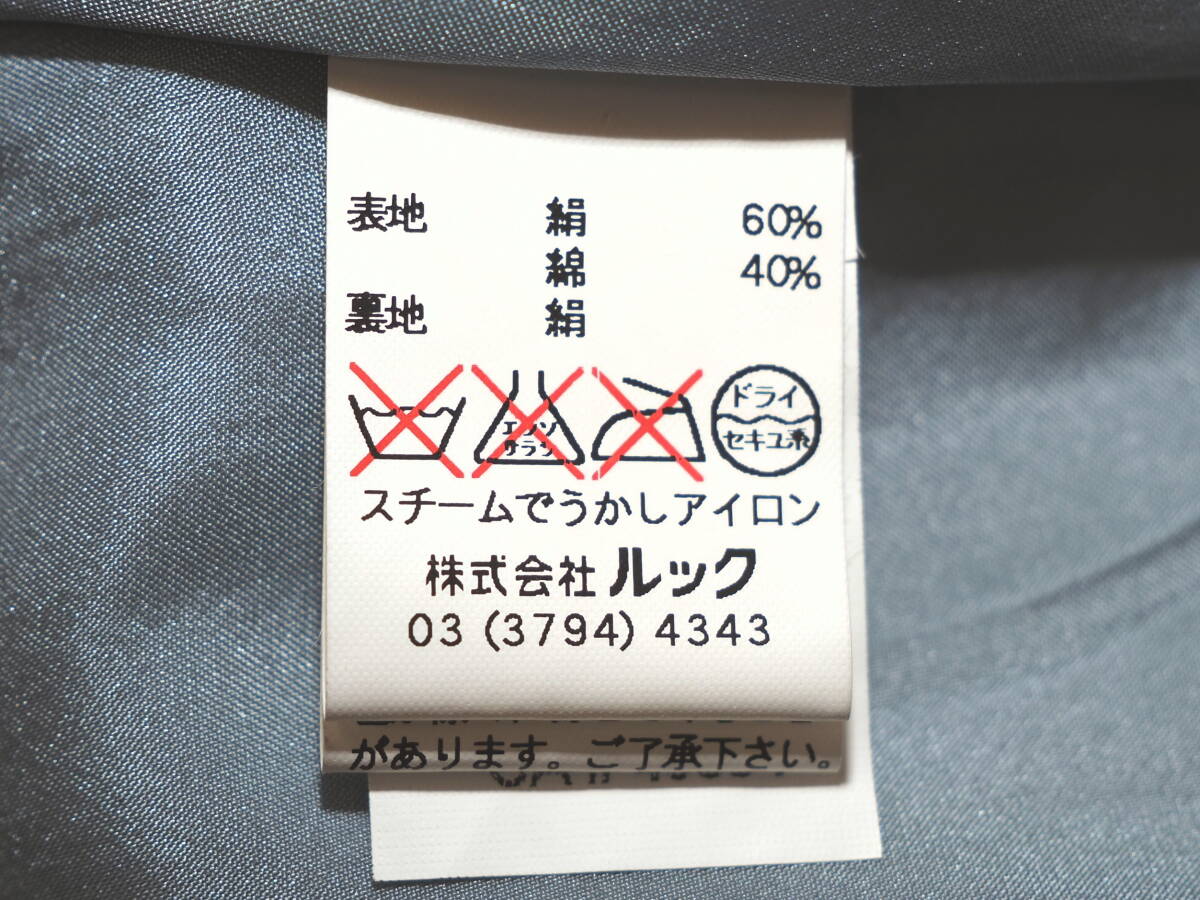 表地 絹 60%
綿 40%
裏地 絹
エンソ
サラシ
ドライ
セキユ系
スチームでうかしアイロン
株式会社 ルック
03 (3794) 4343
があります。ご了承下さい。